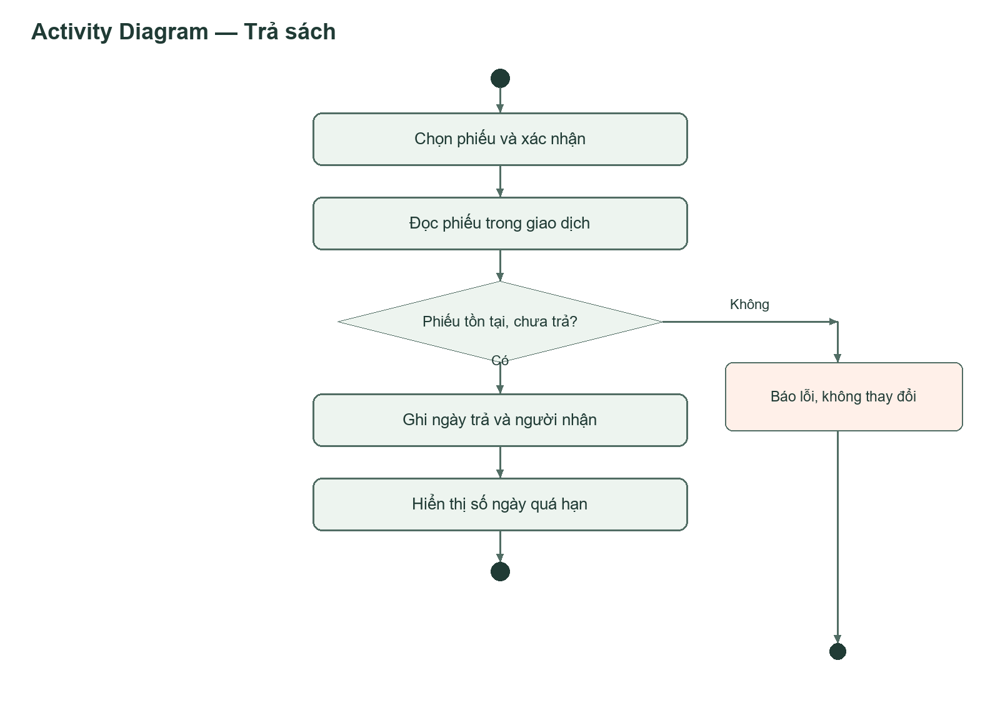 Activity Diagram — Trả sách
Chọn phiếu và xác nhận
Đọc phiếu trong giao dịch
Phiếu tồn tại, chưa trả?
Không
Có
Báo lỗi, không thay đổi
Ghi ngày trả và người nhận
Hiển thị số ngày quá hạn